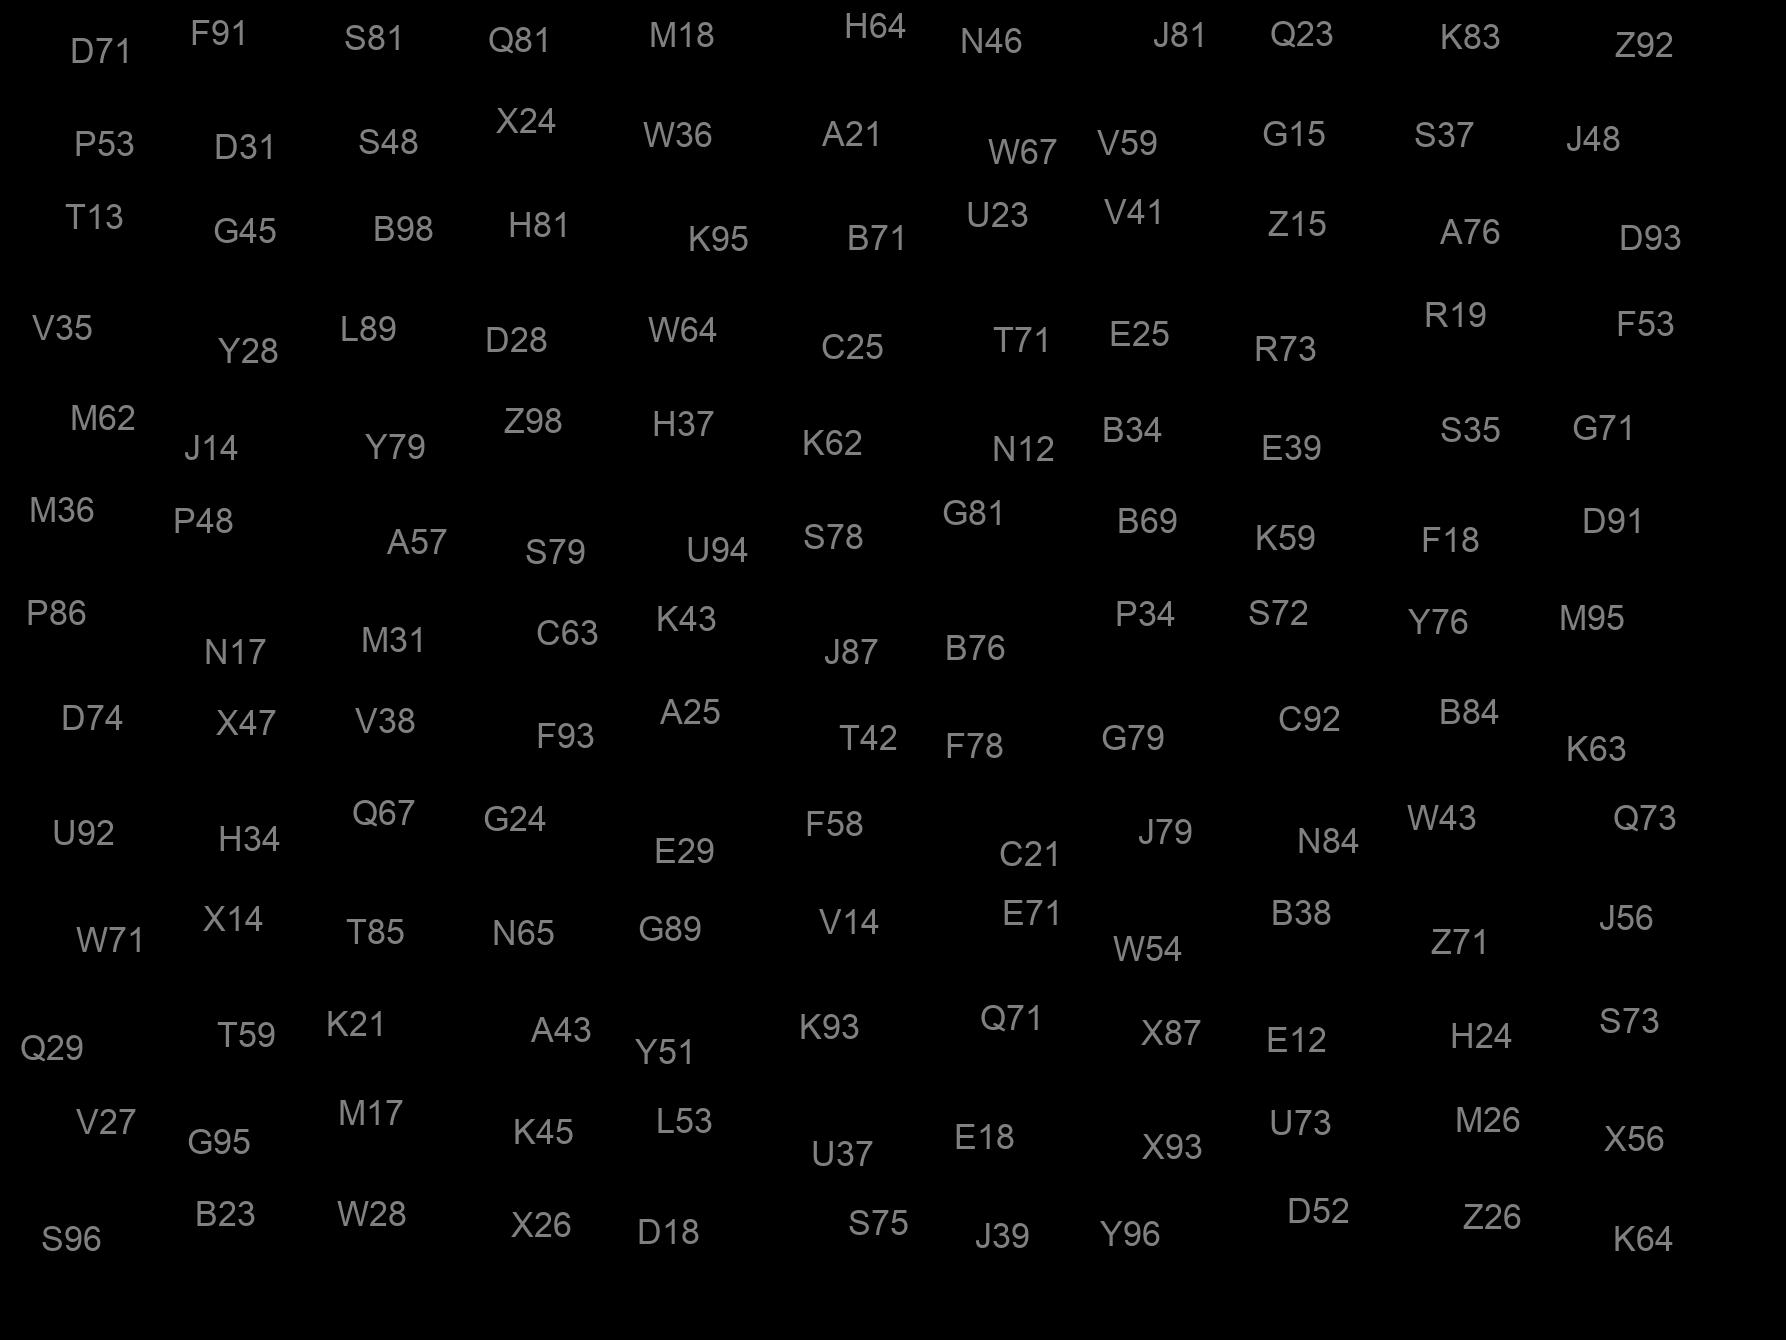 D71 F91 S81 Q81 M18 H64 N46 J81 Q23 K83 Z92
P53 D31 S48 X24 W36 A21 W67 V59 G15 S37 J48
T13 G45 B98 H81 K95 B71 U23 V41 Z15 A76 D93
V35 Y28 L89 D28 W64 C25 T71 E25 R73 R19 F53
M62 J14 Y79 Z98 H37 K62 N12 B34 E39 S35 G71
M36 P48 A57 S79 U94 S78 G81 B69 K59 F18 D91
P86 N17 M31 C63 K43 J87 B76 P34 S72 Y76 M95
D74 X47 V38 F93 A25 T42 F78 G79 C92 B84 K63
U92 H34 Q67 G24 E29 F58 C21 J79 N84 W43 Q73
W71 X14 T85 N65 G89 V14 E71 W54 B38 Z71 J56
Q29 T59 K21 A43 Y51 K93 Q71 X87 E12 H24 S73
V27 G95 M17 K45 L53 U37 E18 X93 U73 M26 X56
S96 B23 W28 X26 D18 S75 J39 Y96 D52 Z26 K64